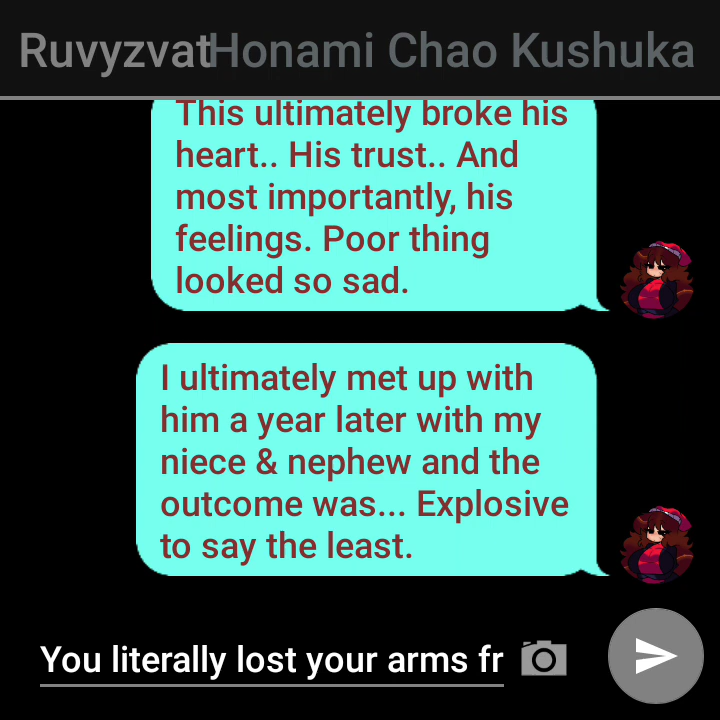 Ruvyzvat Honami Chao Kushuka
This ultimately broke his
heart.. His trust.. And
most importantly, his
feelings. Poor thing
looked so sad.
I ultimately met up with
him a year later with my
niece & nephew and the
outcome was... Explosive
to say the least.
You literally lost your arms fr